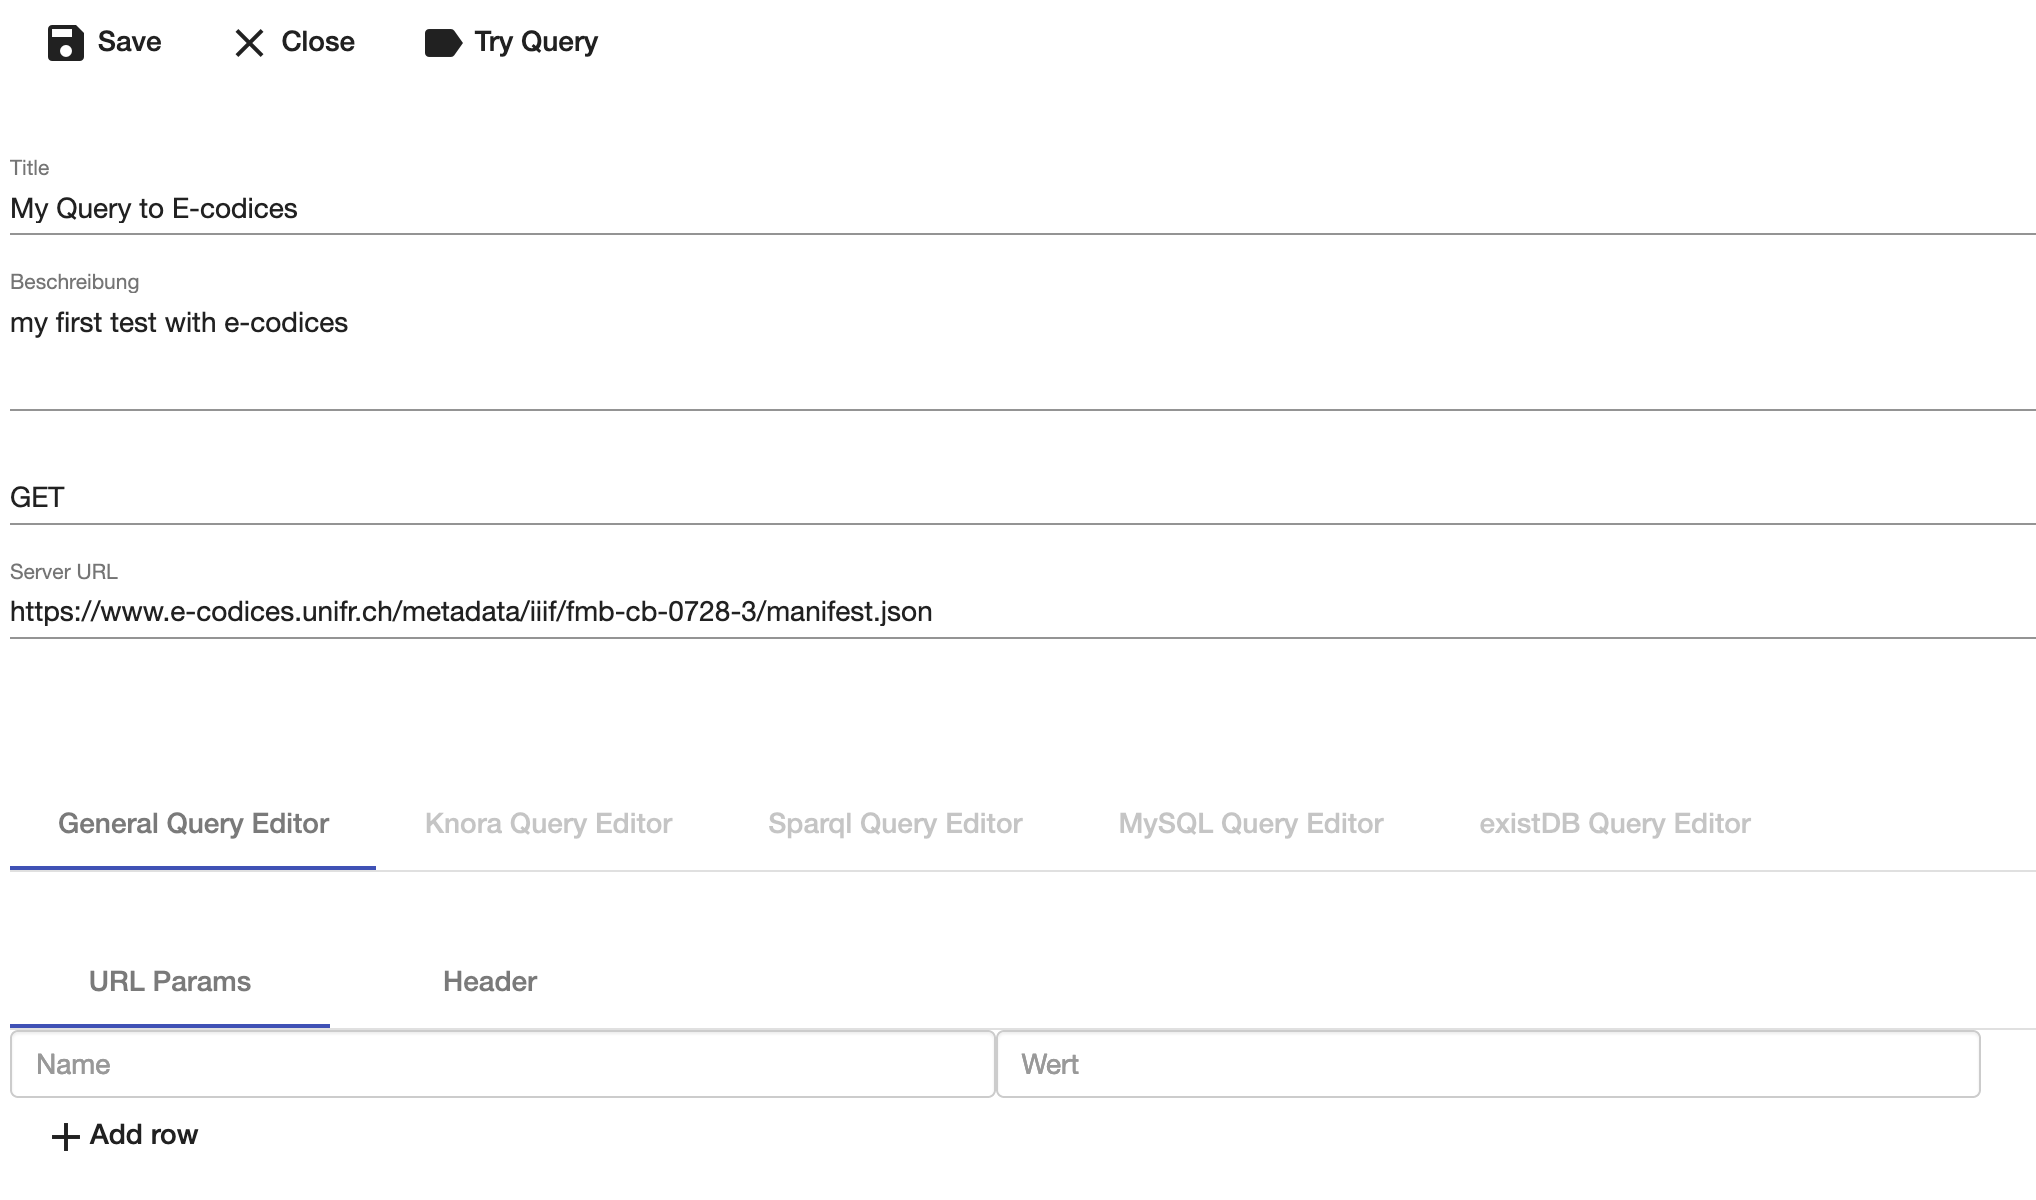 Save Close Try Query
Title
My Query to E-codices
Beschreibung
my first test with e-codices
GET
Server URL
https://www.e-codices.unifr.ch/metadata/iiif/fmb-cb-0728-3/manifest.json
General Query Editor Knora Query Editor Sparql Query Editor MySQL Query Editor existDB Query Editor
URL Params Header
Name Wert
Add row